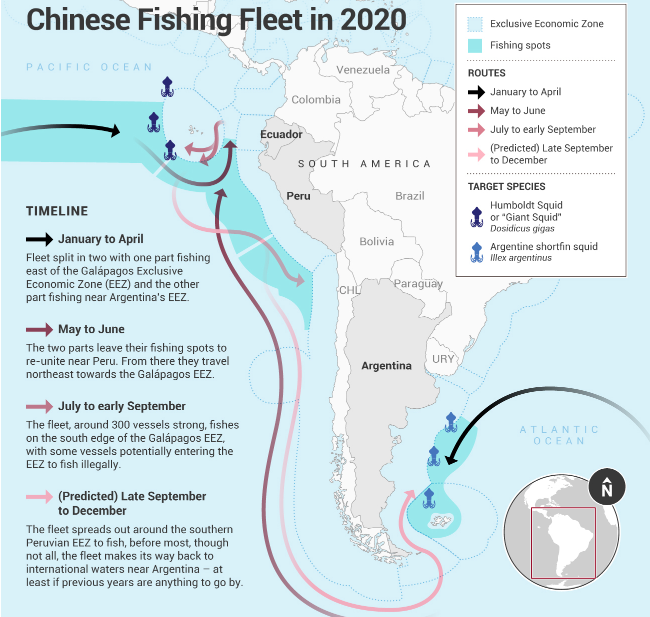 Chinese Fishing Fleet in 2020
PACIFIC OCEAN
Venezuela
Colombia
Ecuador
SOUTH AMERICA
Peru
Brazil
Bolivia
Paraguay
CHL
Argentina
URY
ATLANTIC
OCEAN
N
Exclusive Economic Zone
Fishing spots
ROUTES
January to April
May to June
July to early September
(Predicted) Late September
to December
TARGET SPECIES
Humboldt Squid
or “Giant Squid”
Dosidicus gigas
Argentine shortfin squid
Illex argentinus
TIMELINE
January to April
Fleet split in two with one part fishing
east of the Galápagos Exclusive
Economic Zone (EEZ) and the other
part fishing near Argentina’s EEZ.
May to June
The two parts leave their fishing spots to
re-unite near Peru. From there they travel
northeast towards the Galápagos EEZ.
July to early September
The fleet, around 300 vessels strong, fishes
on the south edge of the Galápagos EEZ,
with some vessels potentially entering the
EEZ to fish illegally.
(Predicted) Late September
to December
The fleet spreads out around the southern
Peruvian EEZ to fish, before most, though
not all, the fleet makes its way back to
international waters near Argentina – at
least if previous years are anything to go by.